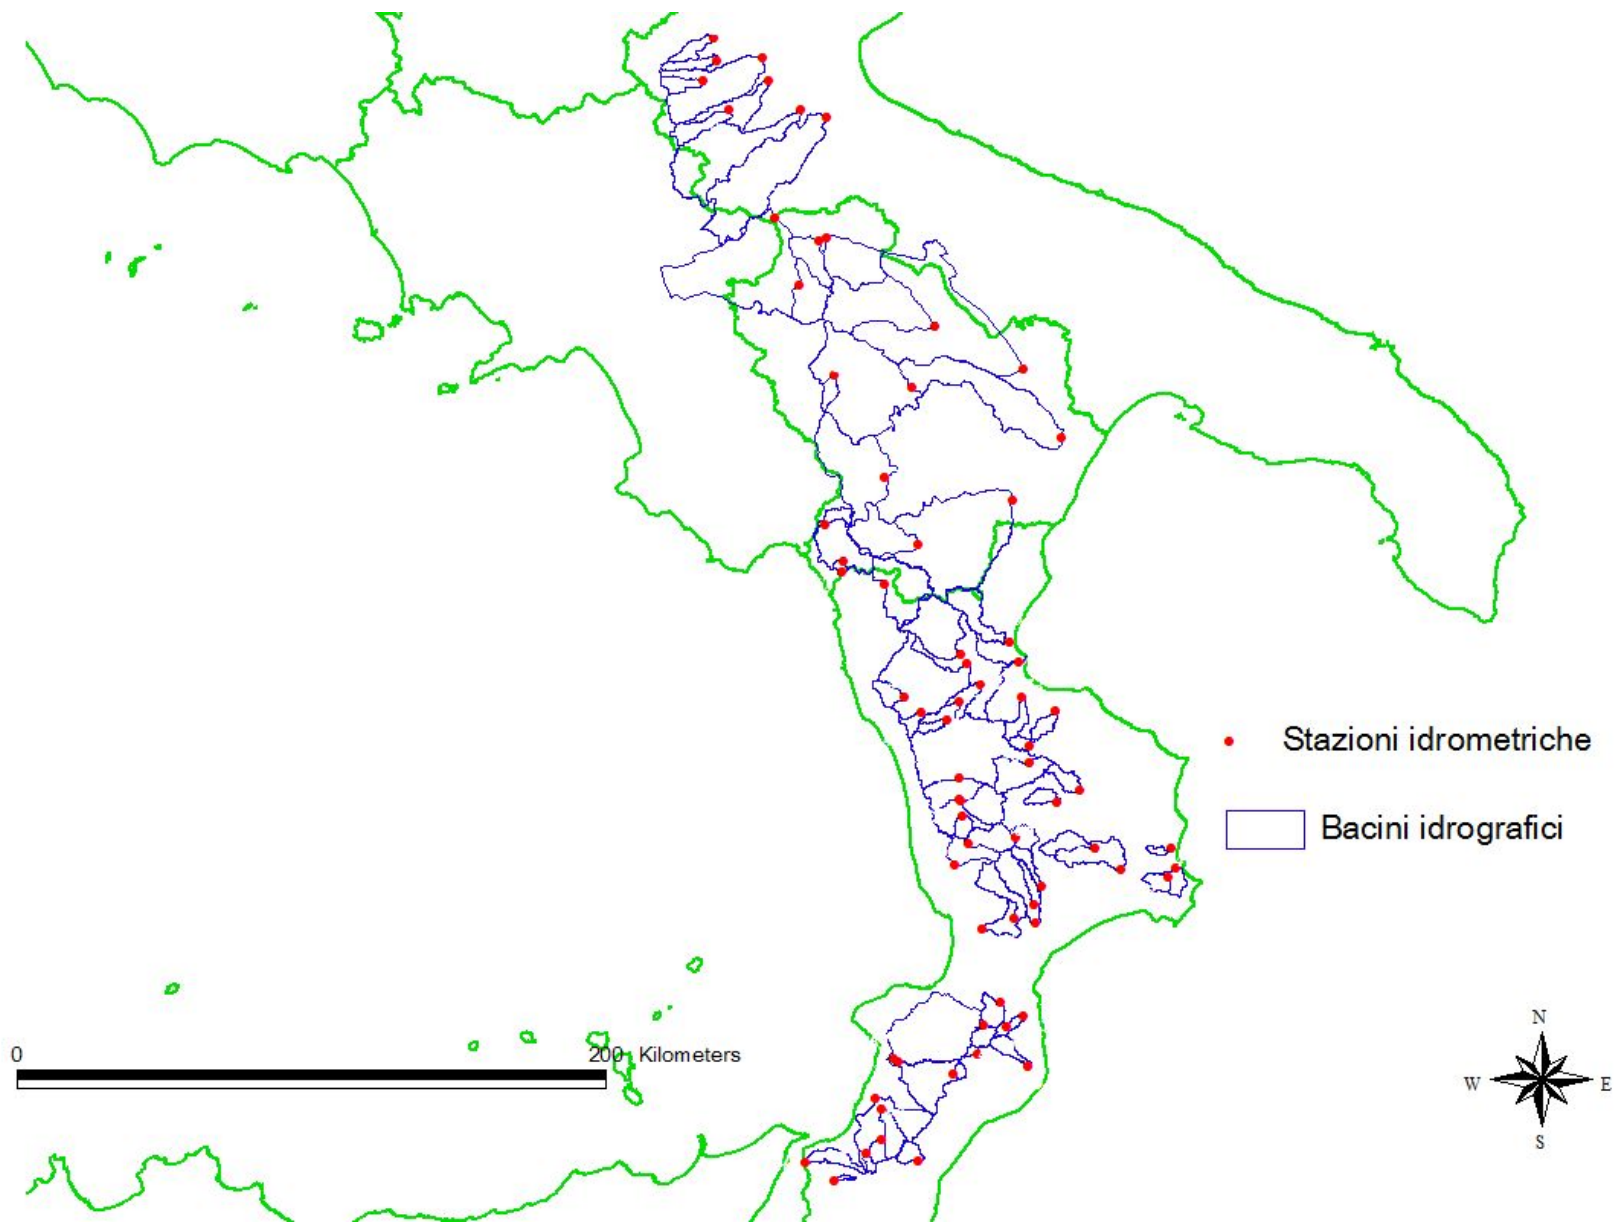 Stazioni idrometriche
Bacini idrografici
N
W E
S
0 200 Kilometers